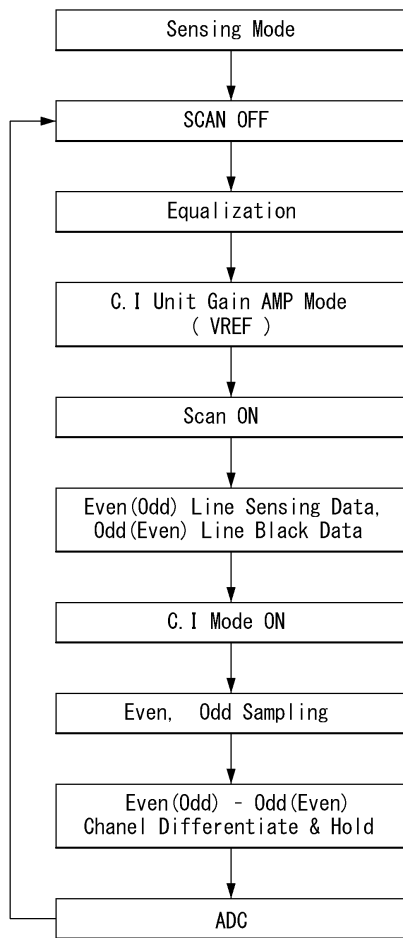 Sensing Mode
SCAN OFF
Equalization
C.I Unit Gain AMP Mode
( VREF )
Scan ON
Even(Odd) Line Sensing Data,
Odd(Even) Line Black Data
C.I Mode ON
Even, Odd Sampling
Even(Odd) - Odd(Even)
Chanel Differentiate & Hold
ADC